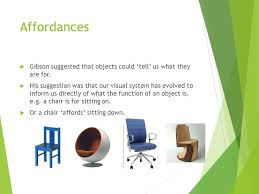 Affordances
Gibson suggested that objects could ‘tell’ us what they
are for.
His suggestion was that our visual system has evolved to
inform us directly of what the function of an object is.
e.g. a chair is for sitting on.
Or a chair ‘affords’ sitting down.